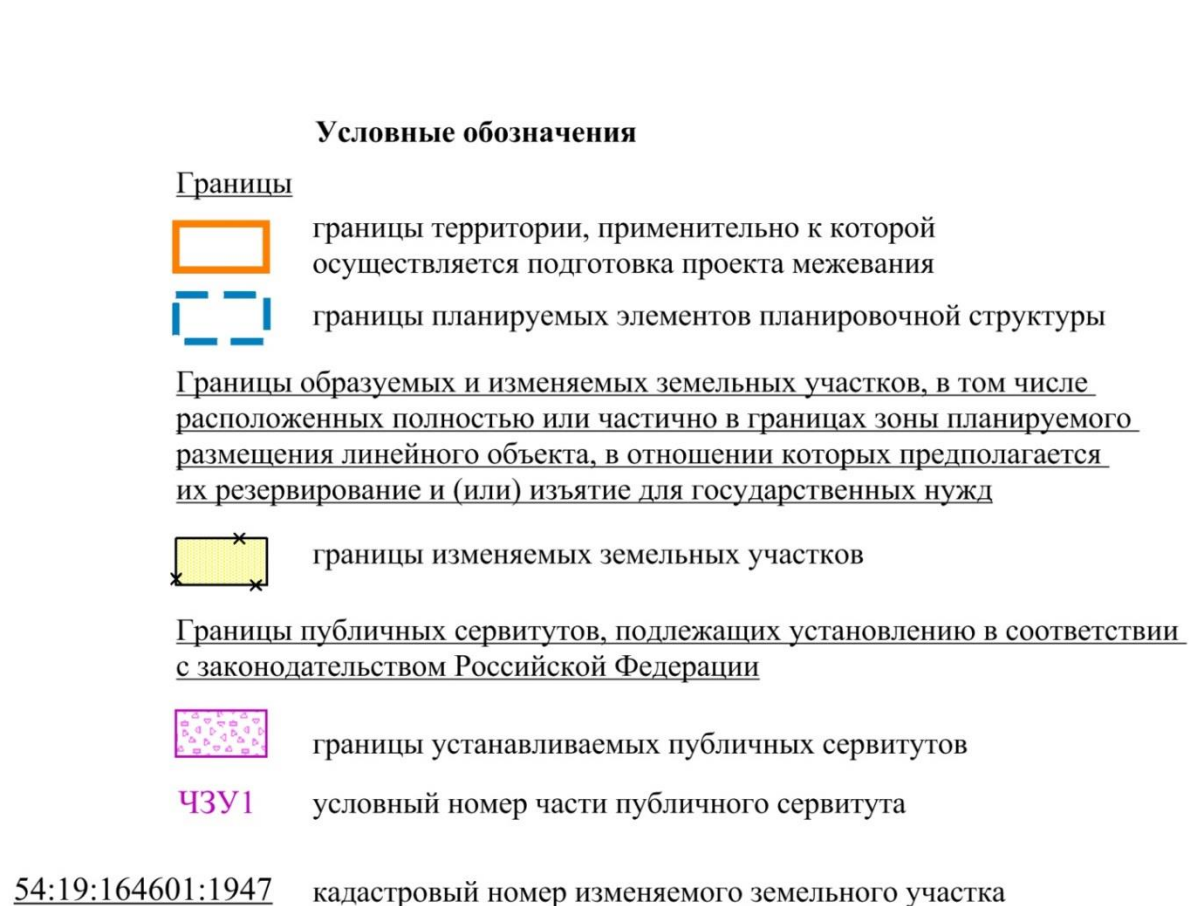 Условные обозначения
Границы
границы территории, применительно к которой
осуществляется подготовка проекта межевания
границы планируемых элементов планировочной структуры
Границы образуемых и изменяемых земельных участков, в том числе
расположенных полностью или частично в границах зоны планируемого
размещения линейного объекта, в отношении которых предполагается
их резервирование и (или) изъятие для государственных нужд
границы изменяемых земельных участков
Границы публичных сервитутов, подлежащих установлению в соответствии
с законодательством Российской Федерации
границы устанавливаемых публичных сервитутов
ЧЗУ1 условный номер части публичного сервитута
54:19:164601:1947 кадастровый номер изменяемого земельного участка